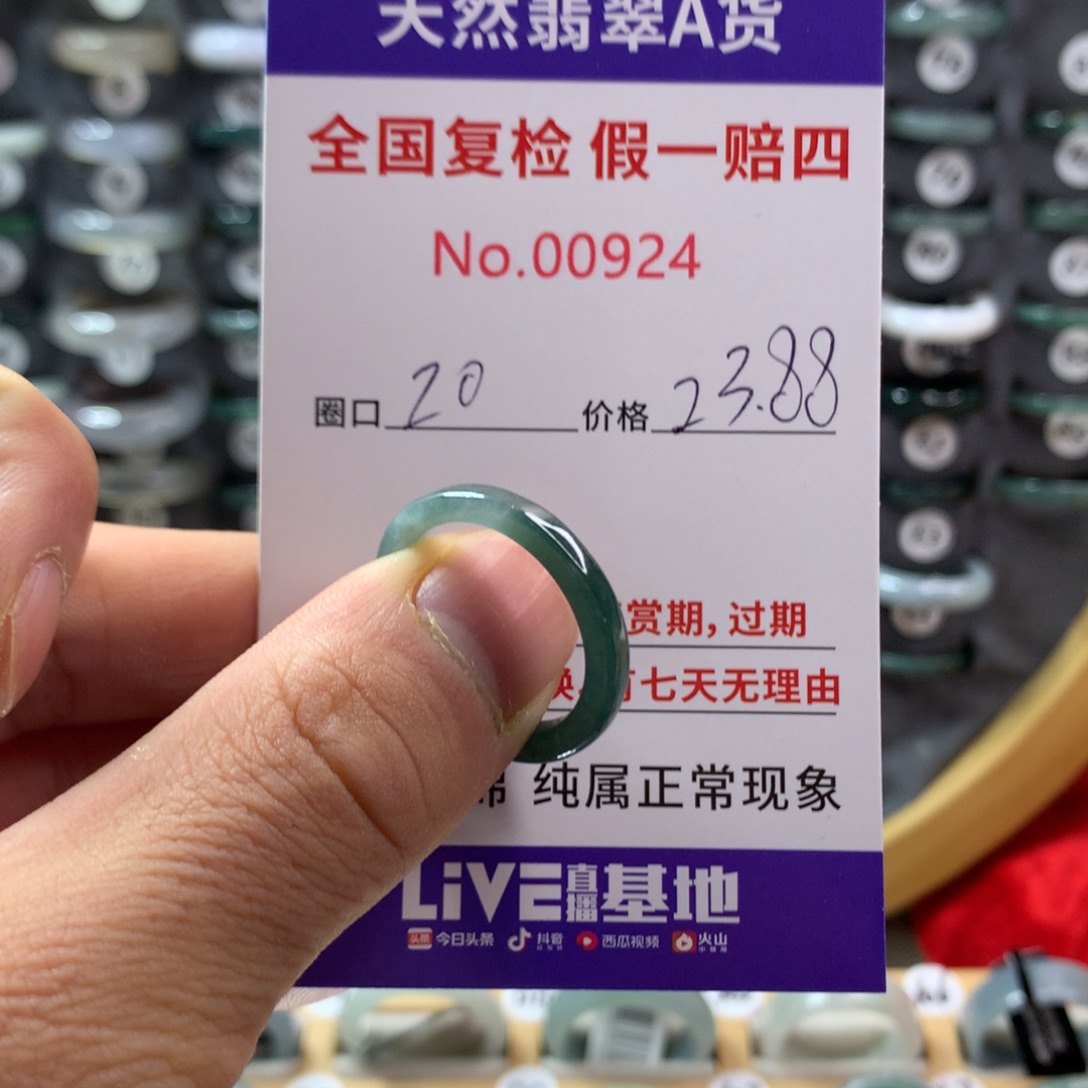 天然翡翠A货
全国复检 假一赔四
No.00924
圈口 20 价格 23.88
赏期,过期
七天无理由
纯属正常现象
LiVE直播基地
头条 今日头条 抖音 西瓜视频 火山